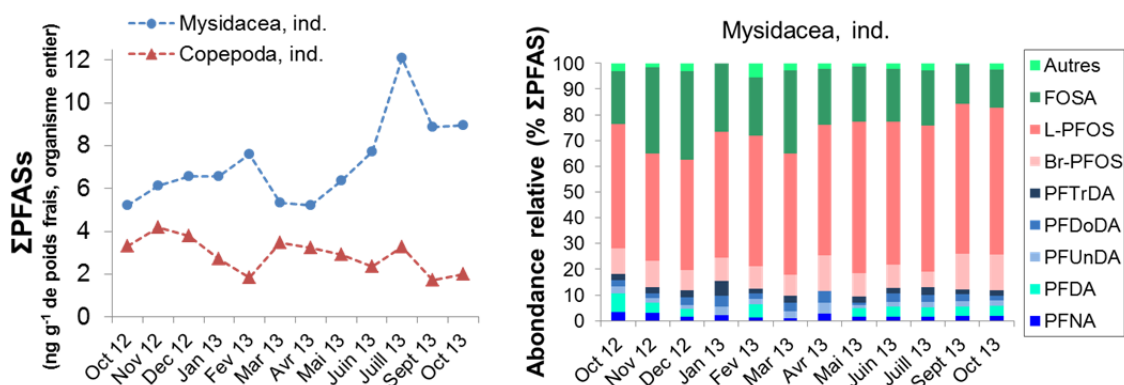 Mysidacea, ind.
Copepoda, ind.
ΣPFASs
(ng g⁻¹ de poids frais, organisme entier)
12
10
8
6
4
2
0
Oct 12
Nov 12
Dec 12
Jan 13
Fev 13
Mar 13
Avr 13
Mai 13
Juin 13
Juill 13
Sept 13
Oct 13
Mysidacea, ind.
Abondance relative (% ΣPFAS)
100
90
80
70
60
50
40
30
20
10
0
Oct 12
Nov 12
Dec 12
Jan 13
Fev 13
Mar 13
Avr 13
Mai 13
Juin 13
Juill 13
Sept 13
Oct 13
Autres
FOSA
L-PFOS
Br-PFOS
PFTrDA
PFDoDA
PFUnDA
PFDA
PFNA